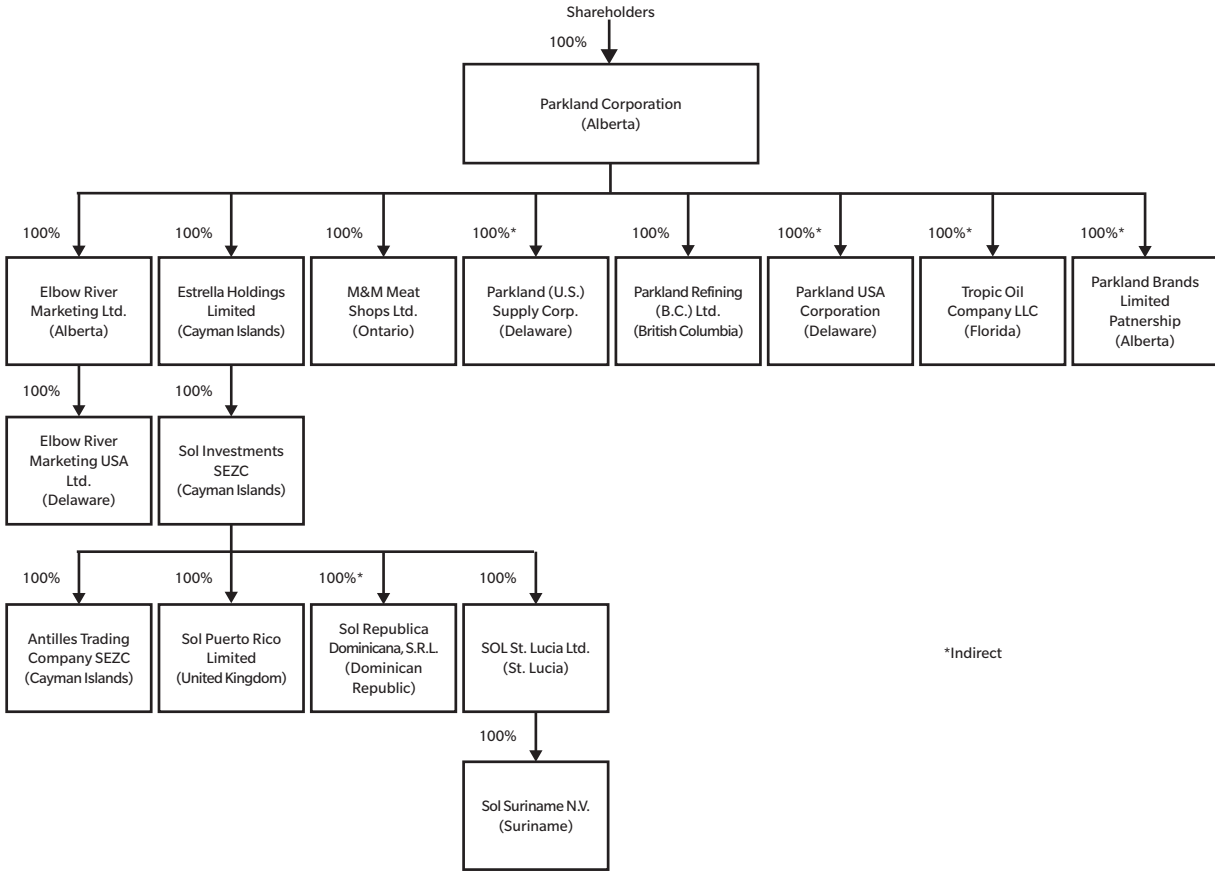 Shareholders
100%
Parkland Corporation
(Alberta)
100%
100%
100%
100%*
100%
100%*
100%*
100%*
Elbow River
Marketing Ltd.
(Alberta)
Estrella Holdings
Limited
(Cayman Islands)
M&M Meat
Shops Ltd.
(Ontario)
Parkland (U.S.)
Supply Corp.
(Delaware)
Parkland Refining
(B.C.) Ltd.
(British Columbia)
Parkland USA
Corporation
(Delaware)
Tropic Oil
Company LLC
(Florida)
Parkland Brands
Limited
Patnership
(Alberta)
100%
100%
Elbow River
Marketing USA
Ltd.
(Delaware)
Sol Investments
SEZC
(Cayman Islands)
100%
100%
100%*
100%
Antilles Trading
Company SEZC
(Cayman Islands)
Sol Puerto Rico
Limited
(United Kingdom)
Sol Republica
Dominicana, S.R.L.
(Dominican
Republic)
SOL St. Lucia Ltd.
(St. Lucia)
*Indirect
100%
Sol Suriname N.V.
(Suriname)